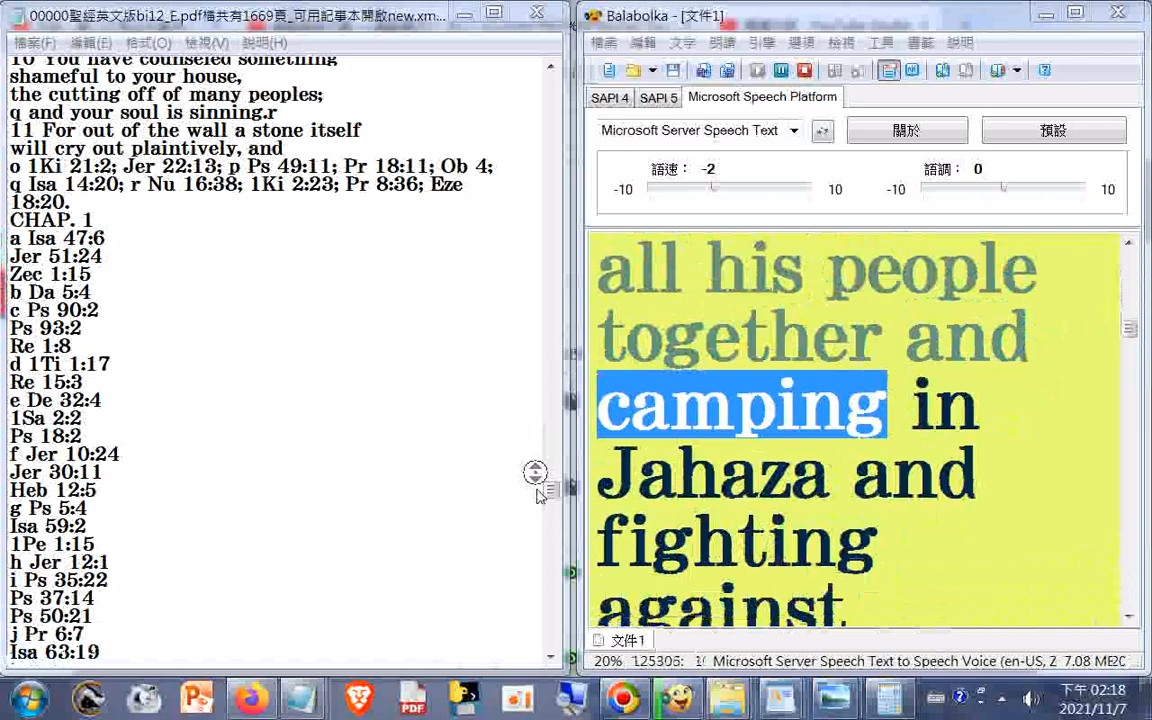 00000聖經英文版bi12_E.pdf檔共有1669頁_可用記事本開啟new.xm...
檔案(F) 編輯(E) 格式(O) 檢視(V) 說明(H)
10 You have counseled something
shameful to your house,
the cutting off of many peoples;
q and your soul is sinning.r
11 For out of the wall a stone itself
will cry out plaintively, and
o 1Ki 21:2; Jer 22:13; p Ps 49:11; Pr 18:11; Ob 4;
q Isa 14:20; r Nu 16:38; 1Ki 2:23; Pr 8:36; Eze
18:20.
CHAP. 1
a Isa 47:6
Jer 51:24
Zec 1:15
b Da 5:4
c Ps 90:2
Ps 93:2
Re 1:8
d 1Ti 1:17
Re 15:3
e De 32:4
1Sa 2:2
Ps 18:2
f Jer 10:24
Jer 30:11
Heb 12:5
g Ps 5:4
Isa 59:2
1Pe 1:15
h Jer 12:1
i Ps 35:22
Ps 37:14
Ps 50:21
j Pr 6:7
Isa 63:19
Balabolka - [文件1]
檔案 編輯 文字 朗讀 引擎 選項 檢視 工具 書籤 說明
SAPI 4 SAPI 5 Microsoft Speech Platform
Microsoft Server Speech Text 關於 預設
語速： -2 語調： 0
-10 10 -10 10
all his people
together and
camping in
Jahaza and
fighting
against
文件1
20% 125306: Microsoft Server Speech Text to Speech Voice (en-US, Z 7.08 ME
PDF
下午 02:18
2021/11/7